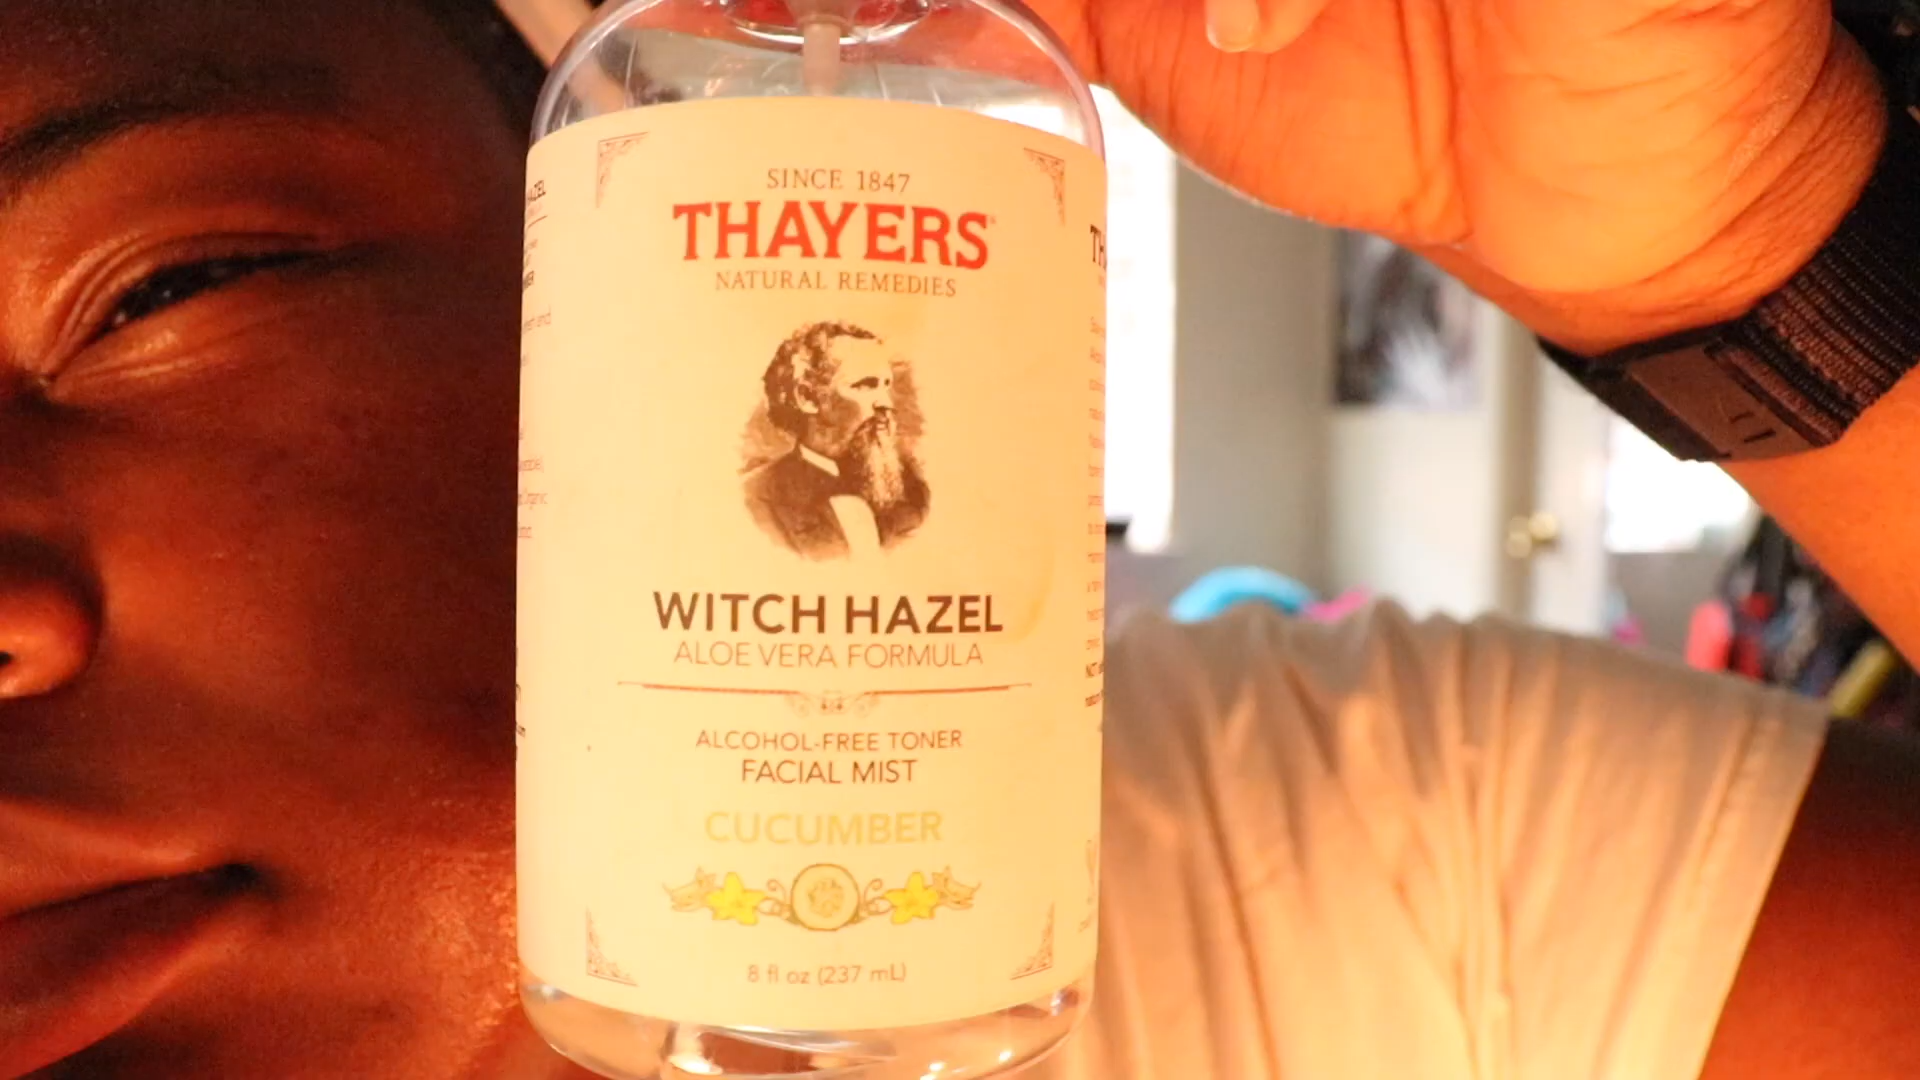 SINCE 1847
THAYERS
NATURAL REMEDIES
WITCH HAZEL
ALOE VERA FORMULA
ALCOHOL-FREE TONER
FACIAL MIST
CUCUMBER
8 fl oz (237 mL)